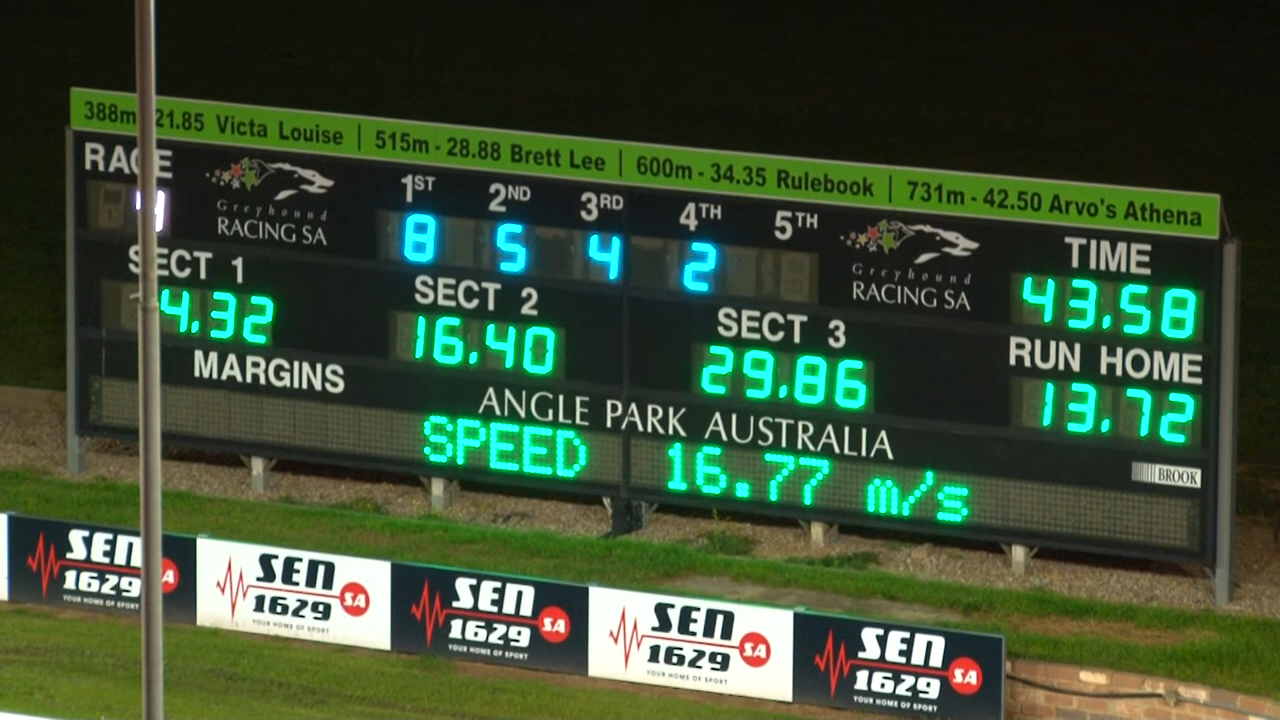 388m 21.85 Victa Louise | 515m - 28.88 Brett Lee | 600m - 34.35 Rulebook | 731m - 42.50 Arvo's Athena
RACE
Greyhound
RACING SA
1ST 2ND 3RD 4TH 5TH
8 5 4 2
Greyhound
RACING SA
TIME
43.58
SECT 1
4.32
SECT 2
16.40
SECT 3
29.86
RUN HOME
13.72
MARGINS
ANGLE PARK AUSTRALIA
SPEED 16.77 m/s
BROOK
SEN
1629
YOUR HOME OF SPORT
SEN
1629 SA
YOUR HOME OF SPORT
SEN
1629 SA
YOUR HOME OF SPORT
SEN
1629 SA
YOUR HOME OF SPORT
SEN
1629 SA
YOUR HOME OF SPORT